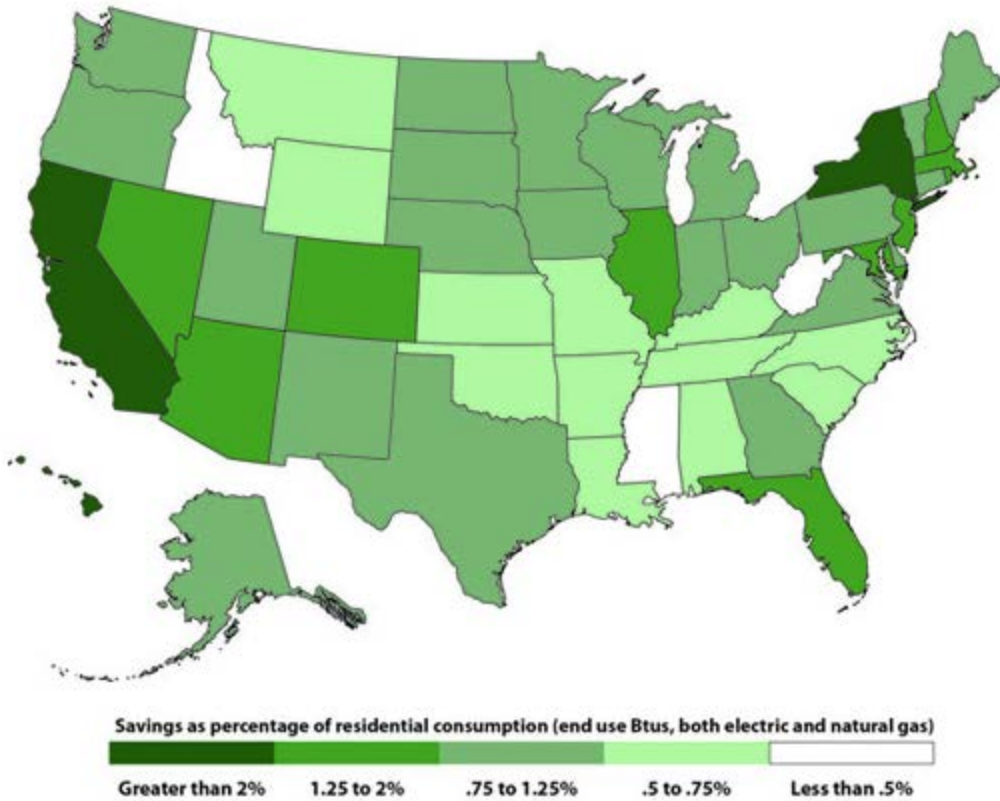 Savings as percentage of residential consumption (end use Btus, both electric and natural gas)
Greater than 2% 1.25 to 2% .75 to 1.25% .5 to .75% Less than .5%